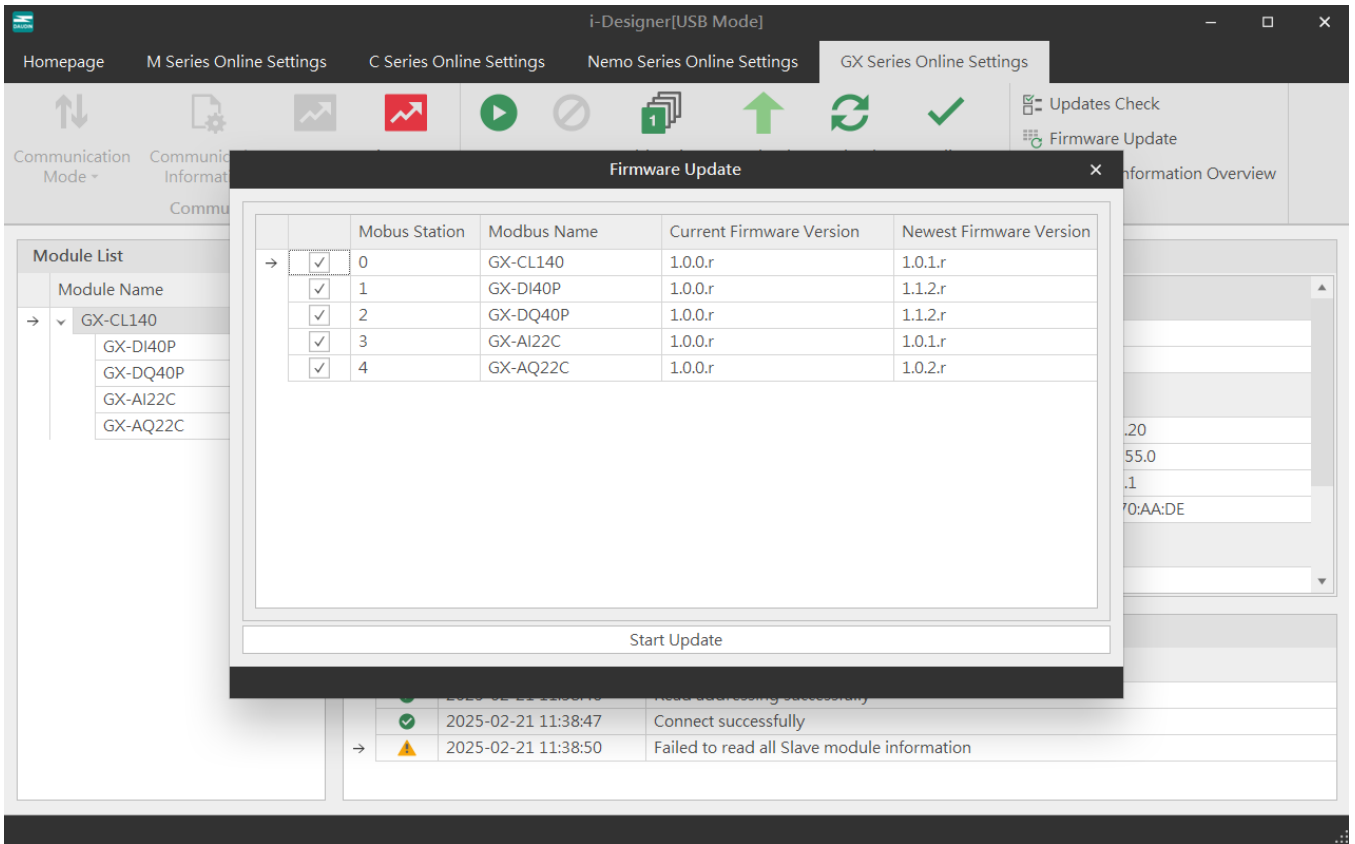 DAUDIN
i-Designer[USB Mode]
Homepage
M Series Online Settings
C Series Online Settings
Nemo Series Online Settings
GX Series Online Settings
1
Updates Check
Communication
Mode
Firmware Update
Information Overview
Firmware Update
Mobus Station
Modbus Name
Current Firmware Version
Newest Firmware Version
0
GX-CL140
1.0.0.r
1.0.1.r
1
GX-DI40P
1.0.0.r
1.1.2.r
2
GX-DQ40P
1.0.0.r
1.1.2.r
3
GX-AI22C
1.0.0.r
1.0.1.r
4
GX-AQ22C
1.0.0.r
1.0.2.r
Start Update
Module List
Module Name
GX-CL140
GX-DI40P
GX-DQ40P
GX-AI22C
GX-AQ22C
.20
55.0
.1
70:AA:DE
2025-02-21 11:38:47
Connect successfully
2025-02-21 11:38:50
Failed to read all Slave module information